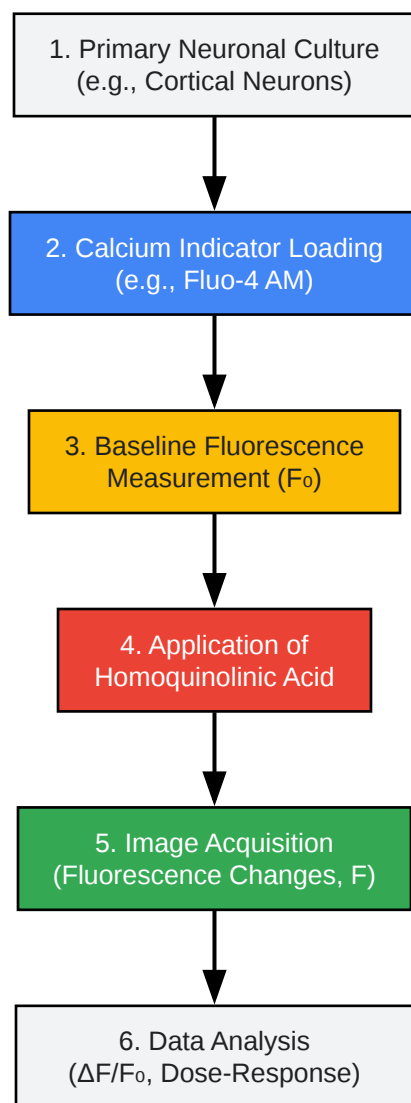 1. Primary Neuronal Culture
(e.g., Cortical Neurons)
2. Calcium Indicator Loading
(e.g., Fluo-4 AM)
3. Baseline Fluorescence
Measurement (F₀)
4. Application of
Homoquinolinic Acid
5. Image Acquisition
(Fluorescence Changes, F)
6. Data Analysis
(ΔF/F₀, Dose-Response)